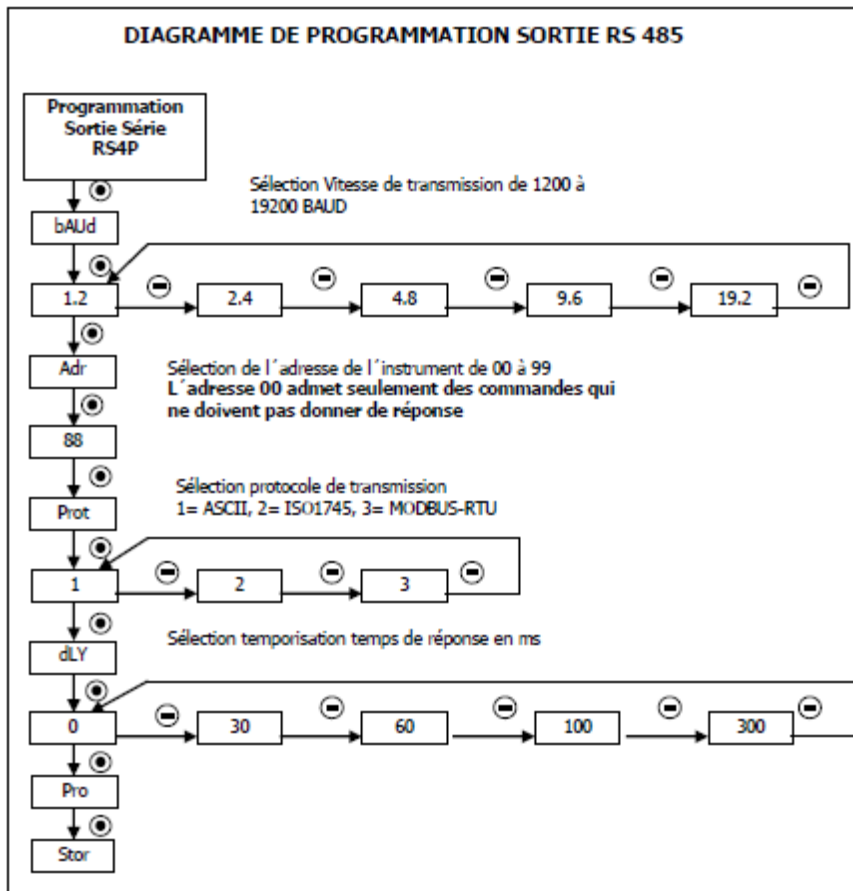 DIAGRAMME DE PROGRAMMATION SORTIE RS 485
Programmation
Sortie Série
RS4P
Sélection Vitesse de transmission de 1200 à
19200 BAUD
bAUd
1.2
2.4
4.8
9.6
19.2
Adr
Sélection de l´adresse de l´instrument de 00 à 99
L´adresse 00 admet seulement des commandes qui
ne doivent pas donner de réponse
88
Sélection protocole de transmission
1= ASCII, 2= ISO1745, 3= MODBUS-RTU
Prot
1
2
3
Sélection temporisation temps de réponse en ms
dLY
0
30
60
100
300
Pro
Stor